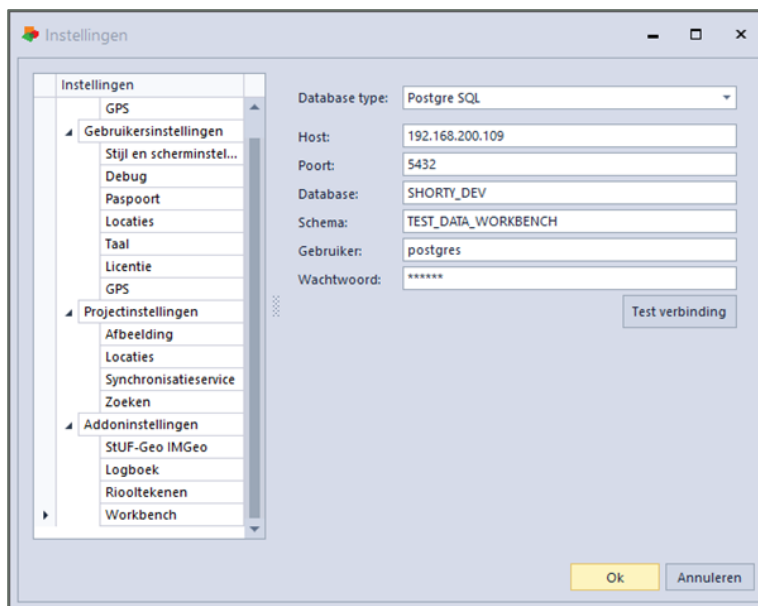 Instellingen
Instellingen
GPS
Gebruikersinstellingen
Stijl en scherminstel...
Debug
Paspoort
Locaties
Taal
Licentie
GPS
Projectinstellingen
Afbeelding
Locaties
Synchronisatieservice
Zoeken
Addoninstellingen
StUF-Geo IMGeo
Logboek
Riooltekenen
Workbench
Database type: Postgre SQL
Host: 192.168.200.109
Poort: 5432
Database: SHORTY_DEV
Schema: TEST_DATA_WORKBENCH
Gebruiker: postgres
Wachtwoord: ******
Test verbinding
Ok Annuleren